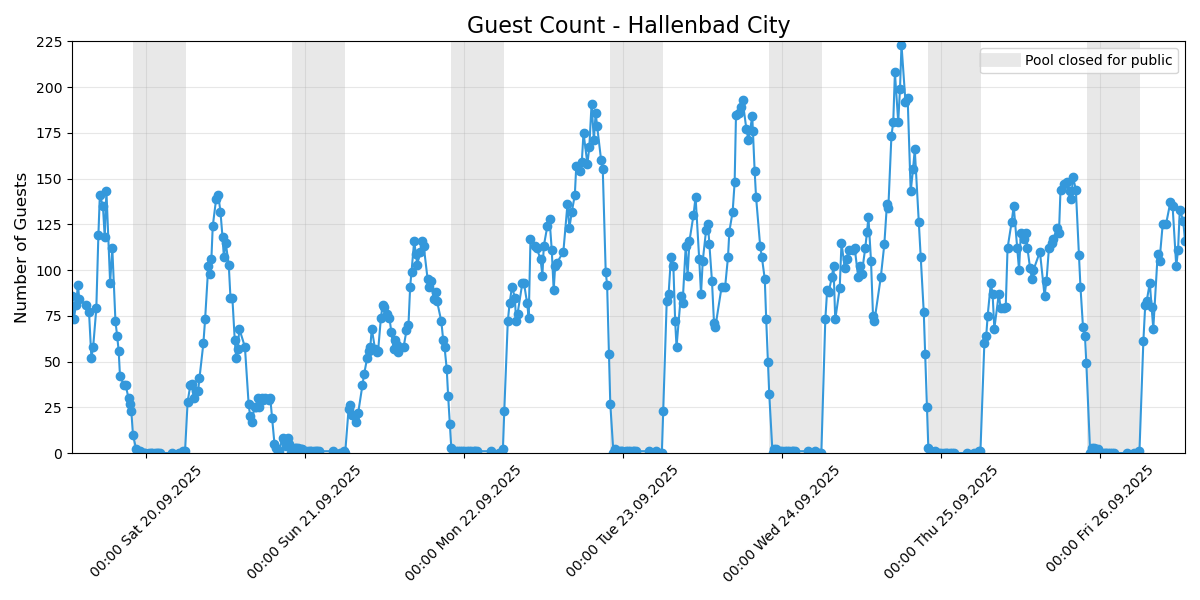 Guest Count - Hallenbad City
Pool closed for public
Number of Guests
225
200
175
150
125
100
75
50
25
0
00:00 Sat 20.09.2025
00:00 Sun 21.09.2025
00:00 Mon 22.09.2025
00:00 Tue 23.09.2025
00:00 Wed 24.09.2025
00:00 Thu 25.09.2025
00:00 Fri 26.09.2025